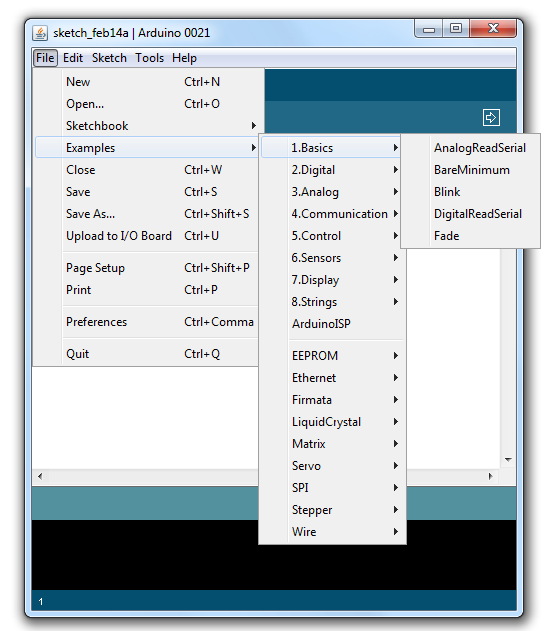 sketch_feb14a | Arduino 0021
File Edit Sketch Tools Help
New Ctrl+N
Open... Ctrl+O
Sketchbook
Examples
Close Ctrl+W
Save Ctrl+S
Save As... Ctrl+Shift+S
Upload to I/O Board Ctrl+U
Page Setup Ctrl+Shift+P
Print Ctrl+P
Preferences Ctrl+Comma
Quit Ctrl+Q
1.Basics
2.Digital
3.Analog
4.Communication
5.Control
6.Sensors
7.Display
8.Strings
ArduinoISP
EEPROM
Ethernet
Firmata
LiquidCrystal
Matrix
Servo
SPI
Stepper
Wire
AnalogReadSerial
BareMinimum
Blink
DigitalReadSerial
Fade
1